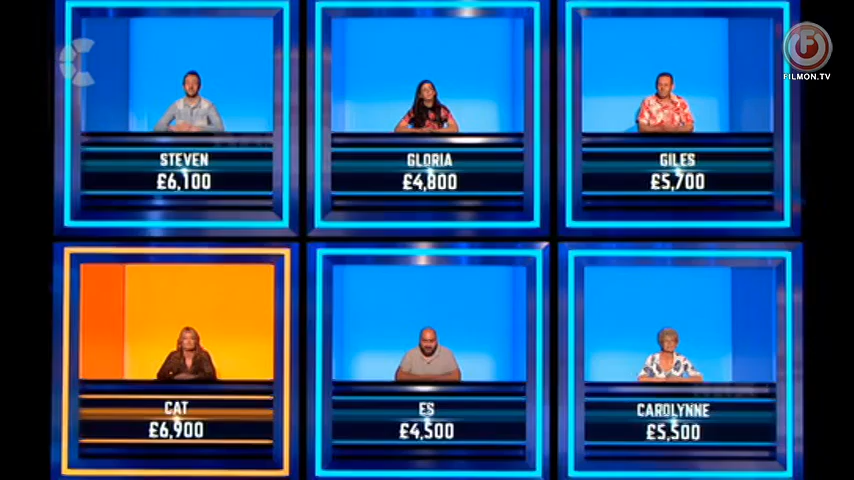 FILMON.TV
STEVEN
£6,100
GLORIA
£4,800
GILES
£5,700
CAT
£6,900
ES
£4,500
CAROLYNNE
£5,500